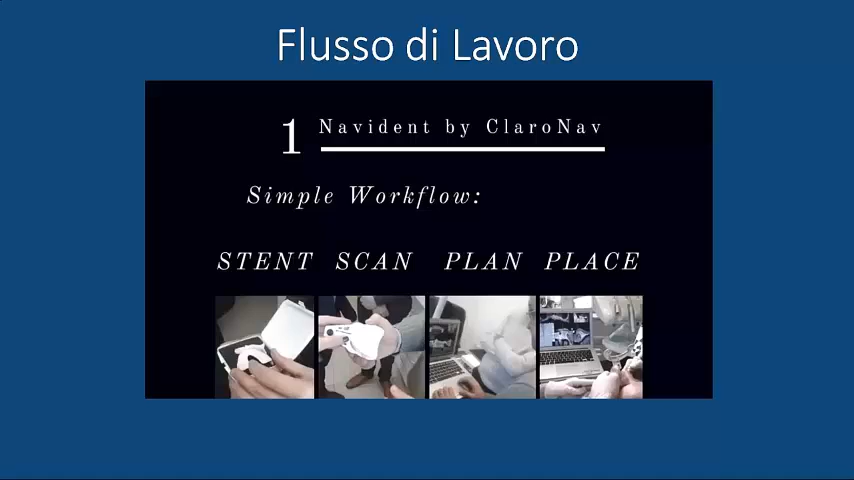 Flusso di Lavoro
1 Navident by ClaroNav
Simple Workflow:
STENT SCAN PLAN PLACE